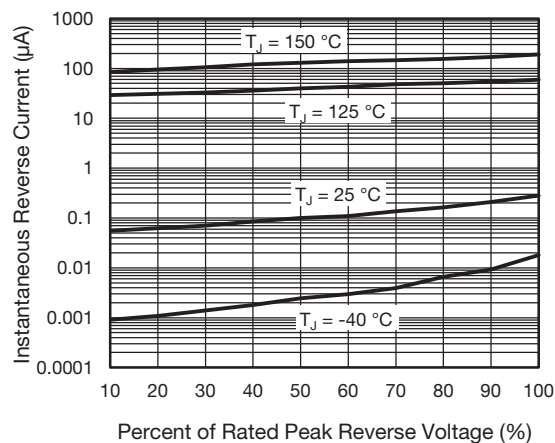 Instantaneous Reverse Current (µA)
1000
100
10
1
0.1
0.01
0.001
0.0001
T_J = 150 °C
T_J = 125 °C
T_J = 25 °C
T_J = -40 °C
10 20 30 40 50 60 70 80 90 100
Percent of Rated Peak Reverse Voltage (%)